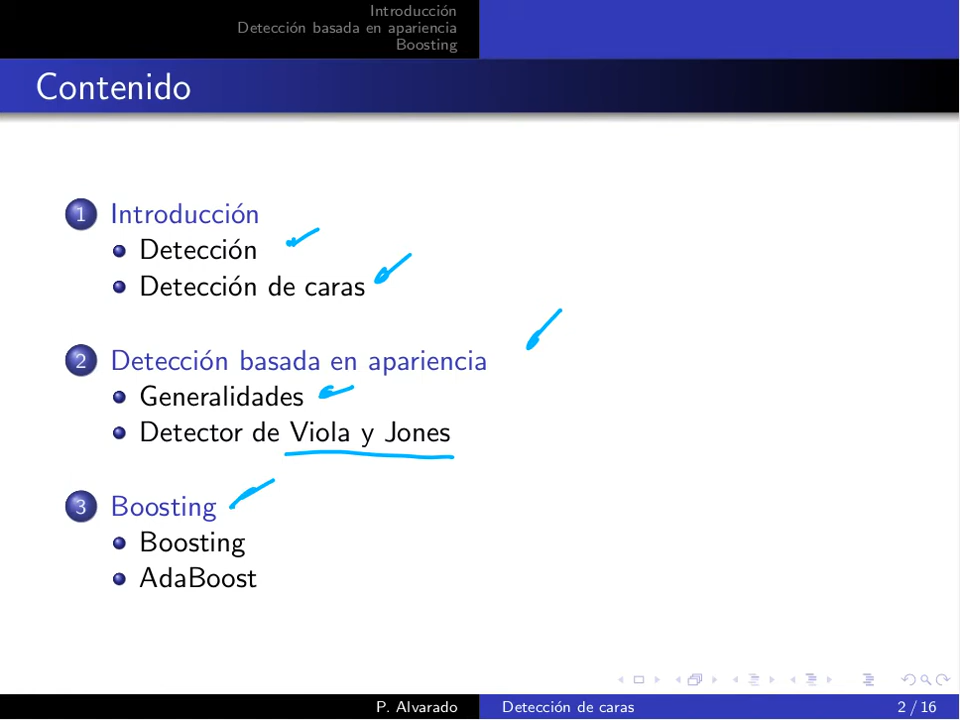 Introducción
Detección basada en apariencia
Boosting
Contenido
1 Introducción
Detección
Detección de caras
2 Detección basada en apariencia
Generalidades
Detector de Viola y Jones
3 Boosting
Boosting
AdaBoost
P. Alvarado
Detección de caras
2 / 16